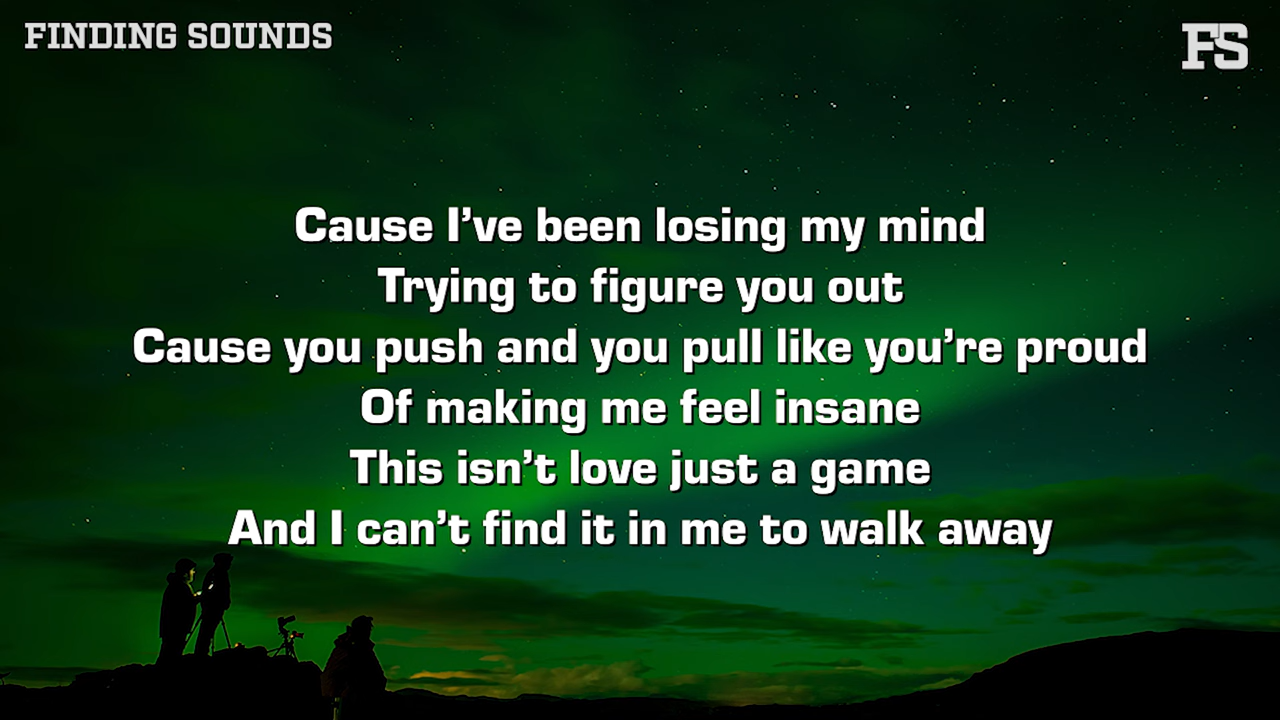 FINDING SOUNDS
FS
Cause I've been losing my mind
Trying to figure you out
Cause you push and you pull like you're proud
Of making me feel insane
This isn't love just a game
And I can't find it in me to walk away